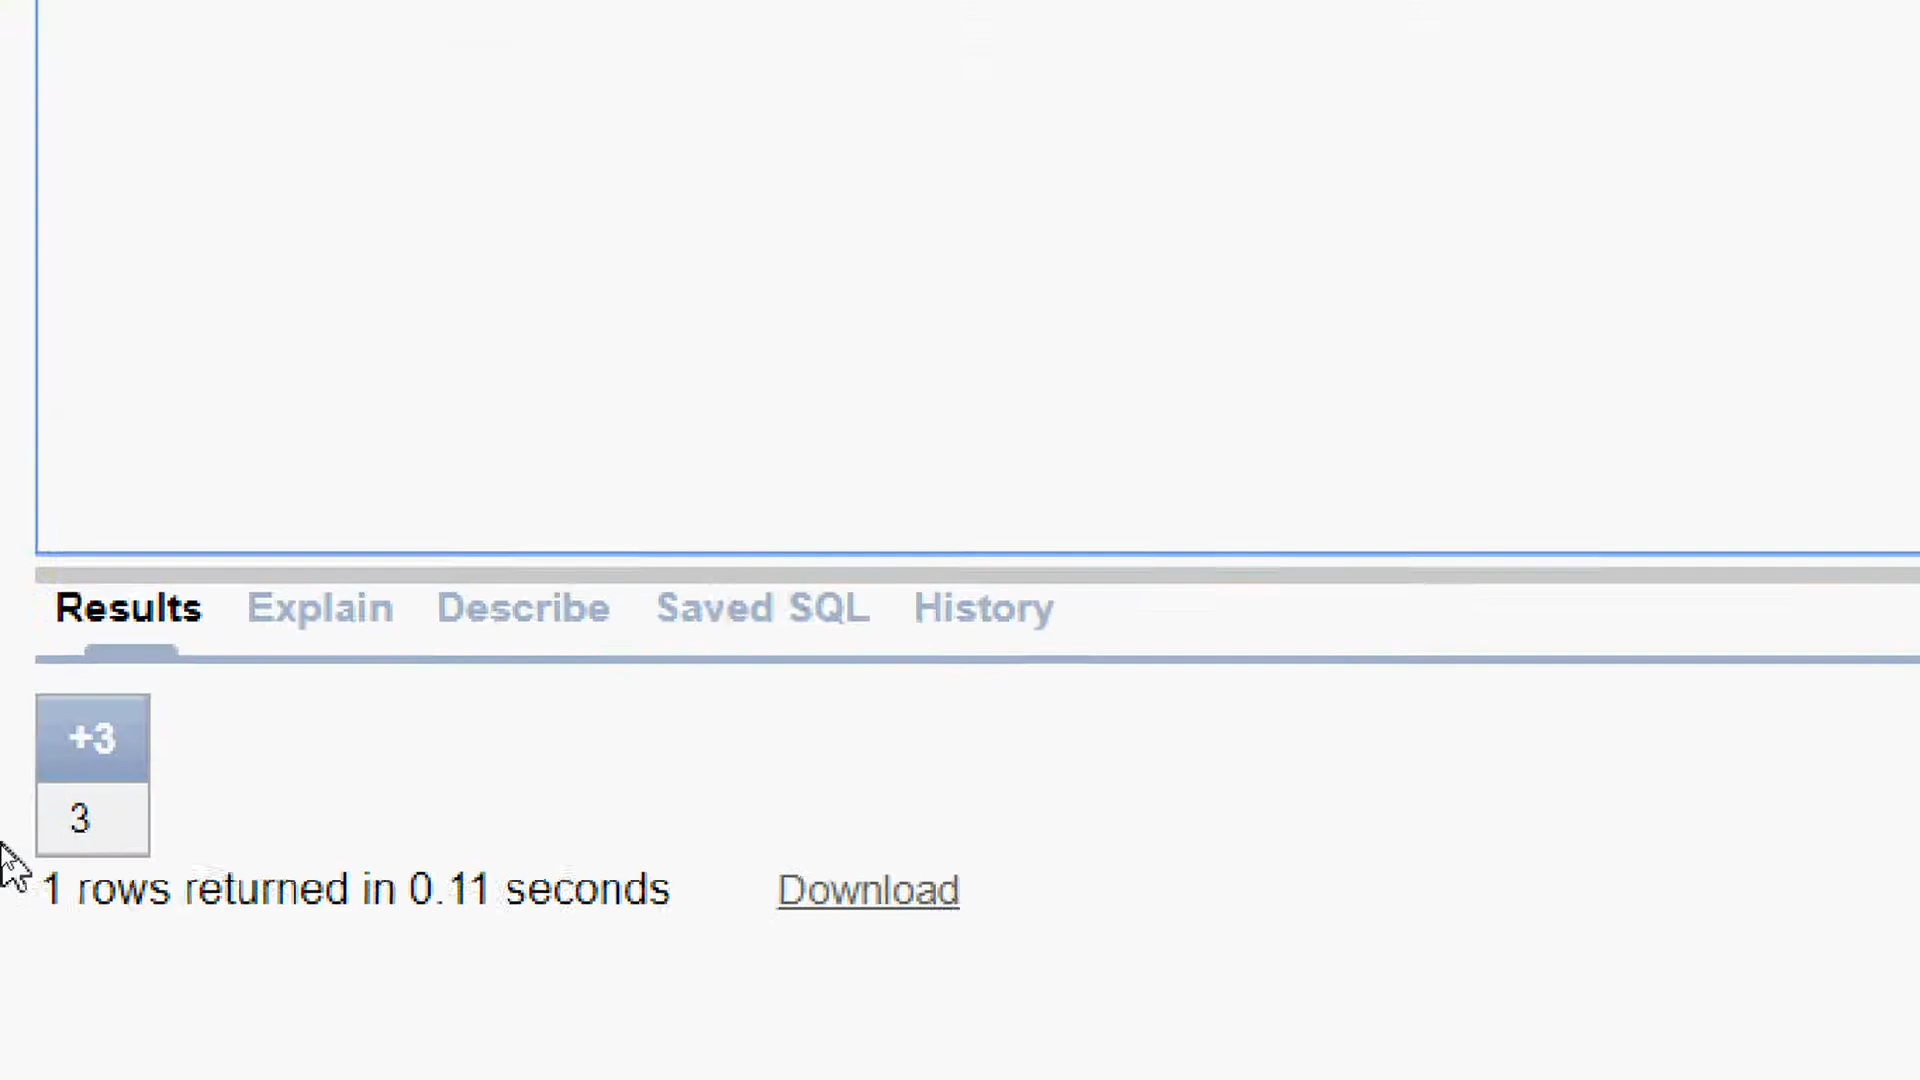 Results Explain Describe Saved SQL History
+3
3
1 rows returned in 0.11 seconds Download